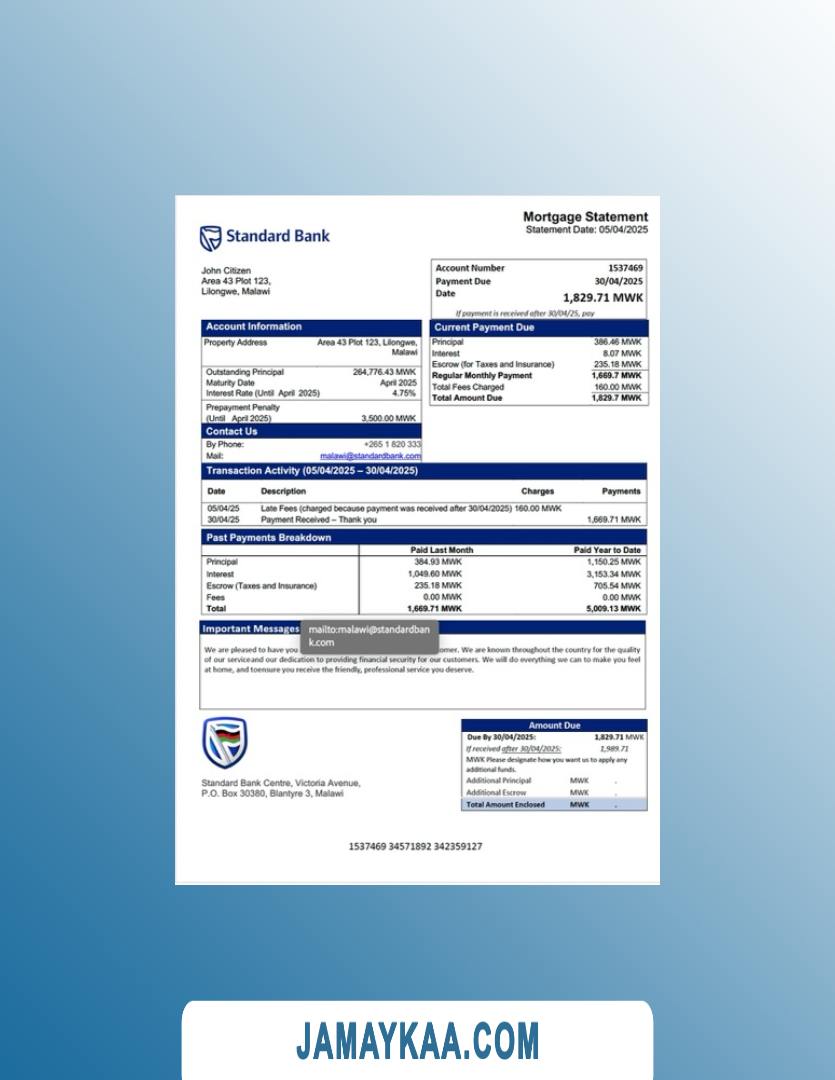 Mortgage Statement
Statement Date: 05/04/2025
Standard Bank
John Citizen
Area 43 Plot 123,
Lilongwe, Malawi
Account Number 1537469
Payment Due 30/04/2025
Date 1,829.71 MWK
If payment is received after 30/04/25, pay
Account Information
Property Address Area 43 Plot 123, Lilongwe,
Malawi
Outstanding Principal 264,776.43 MWK
Maturity Date April 2025
Interest Rate (Until April 2025) 4.75%
Prepayment Penalty
(Until April 2025) 3,500.00 MWK
Contact Us
By Phone: +265 1 820 333
Mail: malawi@standardbank.com
Current Payment Due
Principal 386.46 MWK
Interest 8.07 MWK
Escrow (for Taxes and Insurance) 235.18 MWK
Regular Monthly Payment 1,669.7 MWK
Total Fees Charged 160.00 MWK
Total Amount Due 1,829.7 MWK
Transaction Activity (05/04/2025 – 30/04/2025)
Date Description Charges Payments
05/04/25 Late Fees (charged because payment was received after 30/04/2025) 160.00 MWK
30/04/25 Payment Received – Thank you 1,669.71 MWK
Past Payments Breakdown
Paid Last Month Paid Year to Date
Principal 384.93 MWK 1,150.25 MWK
Interest 1,049.60 MWK 3,153.34 MWK
Escrow (Taxes and Insurance) 235.18 MWK 705.54 MWK
Fees 0.00 MWK 0.00 MWK
Total 1,669.71 MWK 5,009.13 MWK
Important Messages
mailto:malawi@standardban
k.com
We are pleased to have you omer. We are known throughout the country for the quality
of our serviceand our dedication to providing financial security for our customers. We will do everything we can to make you feel
at home, and toensure you receive the friendly, professional service you deserve.
Standard Bank Centre, Victoria Avenue,
P.O. Box 30380, Blantyre 3, Malawi
Amount Due
Due By 30/04/2025: 1,829.71 MWK
If received after 30/04/2025: 1,989.71
MWK Please designate how you want us to apply any
additional funds.
Additional Principal MWK .
Additional Escrow MWK .
Total Amount Enclosed MWK .
1537469 34571892 342359127
JAMAYKAA.COM